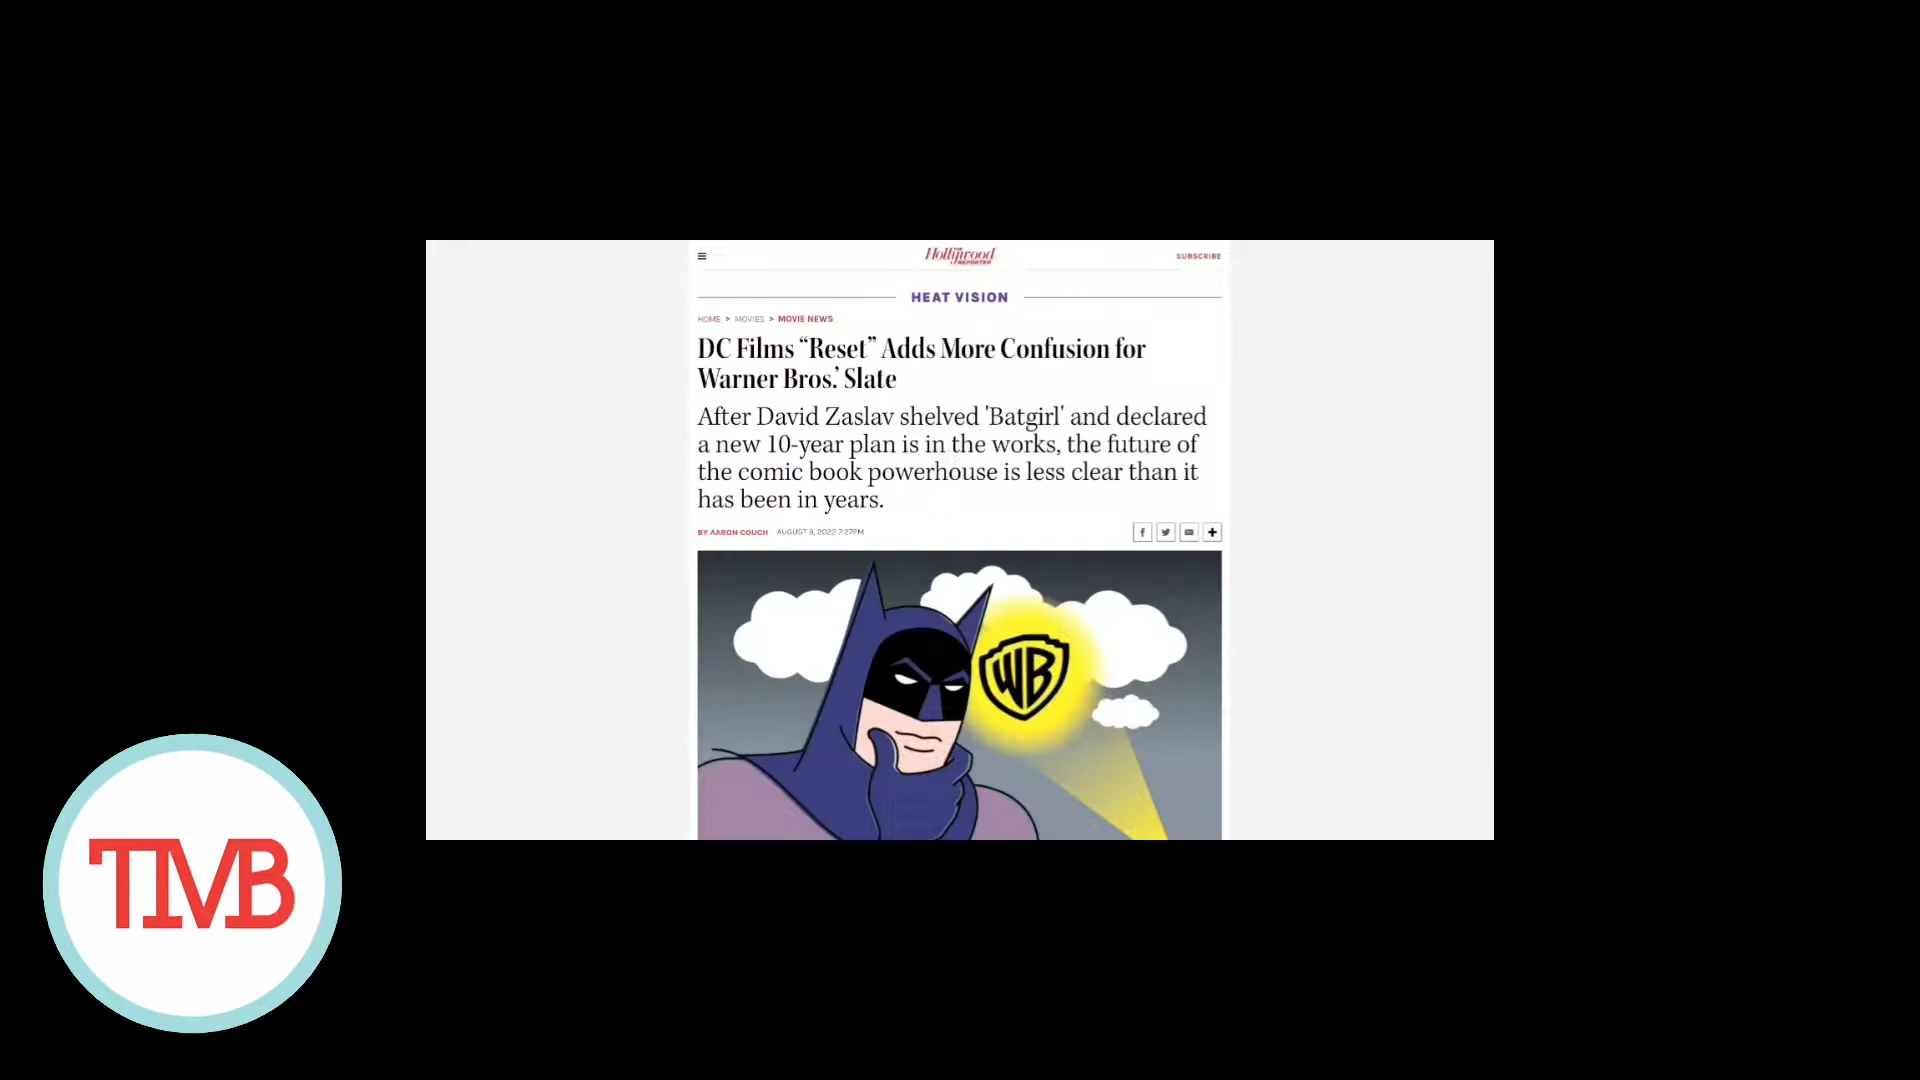 The
Hollywood
REPORTER
SUBSCRIBE
HEAT VISION
HOME > MOVIES > MOVIE NEWS
DC Films “Reset” Adds More Confusion for
Warner Bros.’ Slate
After David Zaslav shelved 'Batgirl' and declared
a new 10-year plan is in the works, the future of
the comic book powerhouse is less clear than it
has been in years.
BY AARON COUCH AUGUST 9, 2022 7:27PM
WB
TMB